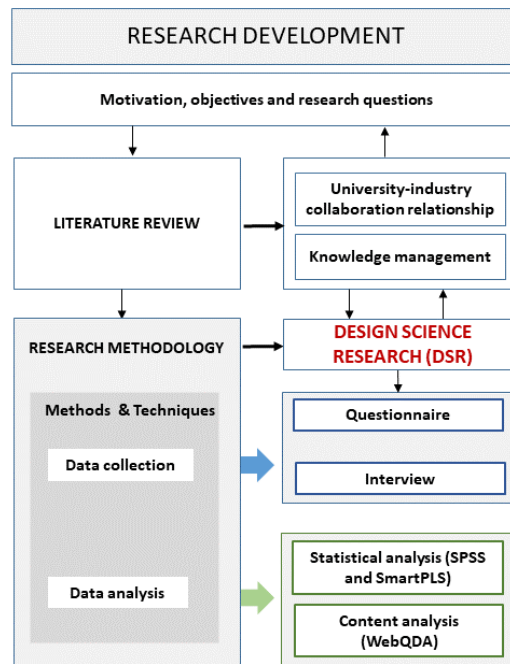 RESEARCH DEVELOPMENT
Motivation, objectives and research questions
LITERATURE REVIEW
University-industry
collaboration relationship
Knowledge management
RESEARCH METHODOLOGY
DESIGN SCIENCE
RESEARCH (DSR)
Methods & Techniques
Data collection
Questionnaire
Interview
Data analysis
Statistical analysis (SPSS
and SmartPLS)
Content analysis
(WebQDA)